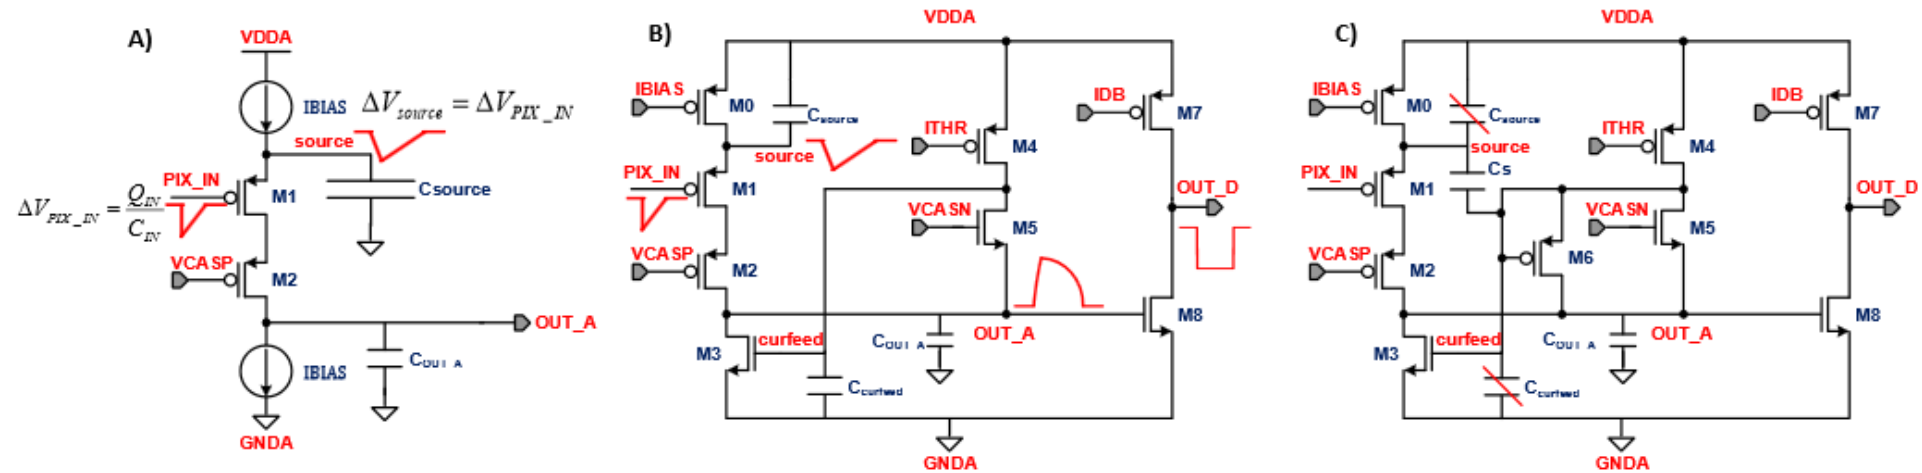 A)
VDDA
IBIAS
ΔV_source = ΔV_PIX_IN
source
PIX_IN
M1
Csource
ΔV_PIX_IN = Q_IN / C_IN
VCASP
M2
OUT_A
IBIAS
C_OUT_A
GNDA
B)
VDDA
IBIAS
M0
C_source
IDB
M7
ITHR
M4
source
PIX_IN
M1
OUT_D
VCASN
M5
VCASP
M2
M8
OUT_A
C_OUT_A
M3
curfeed
C_curfeed
GNDA
C)
VDDA
IBIAS
M0
C_source
IDB
M7
ITHR
M4
source
Cs
PIX_IN
M1
OUT_D
VCASN
M5
M6
VCASP
M2
M8
OUT_A
C_OUT_A
M3
curfeed
C_curfeed
GNDA